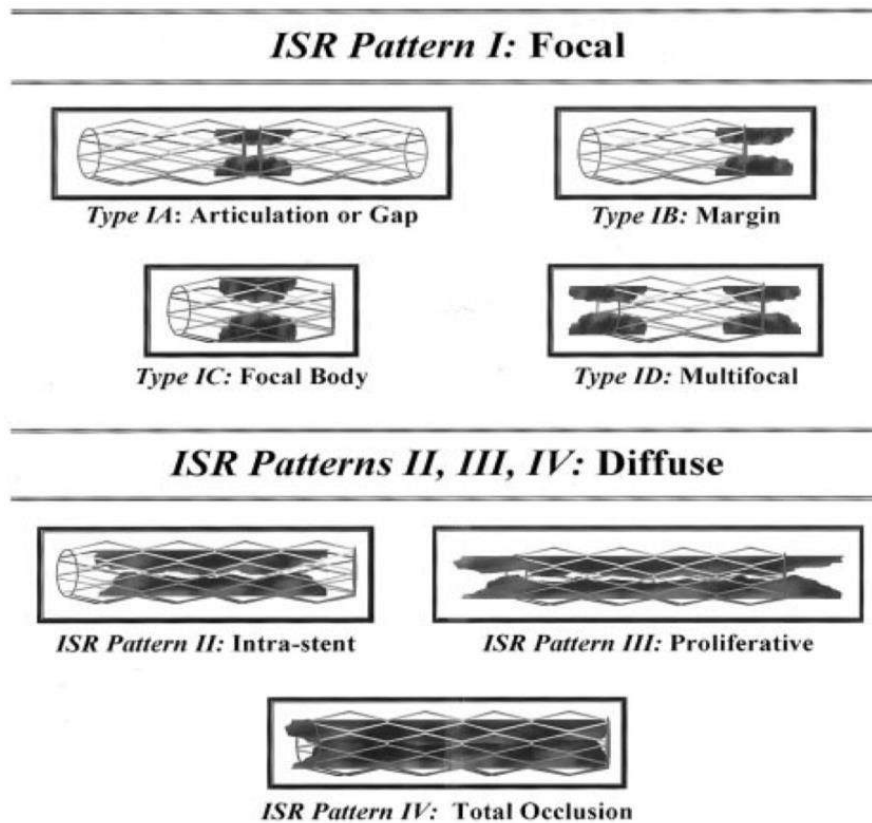 ISR Pattern I: Focal
Type IA: Articulation or Gap
Type IB: Margin
Type IC: Focal Body
Type ID: Multifocal
ISR Patterns II, III, IV: Diffuse
ISR Pattern II: Intra-stent
ISR Pattern III: Proliferative
ISR Pattern IV: Total Occlusion